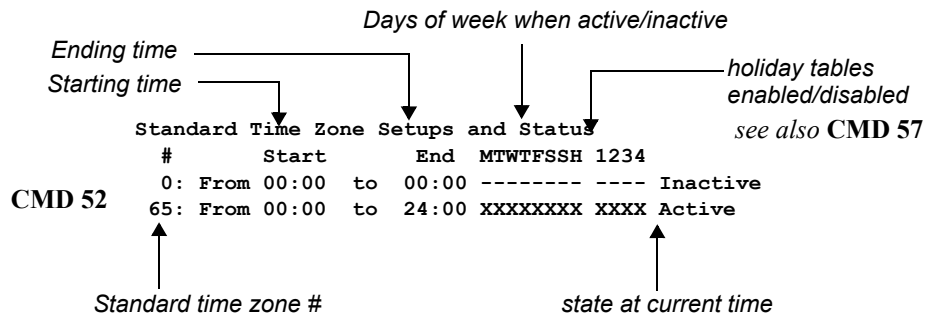 Days of week when active/inactive
Ending time
Starting time
holiday tables
enabled/disabled
see also CMD 57
Standard Time Zone Setups and Status
# Start End MTWTFSSH 1234
0: From 00:00 to 00:00 -------- ---- Inactive
CMD 52
65: From 00:00 to 24:00 XXXXXXXX XXXX Active
Standard time zone #
state at current time